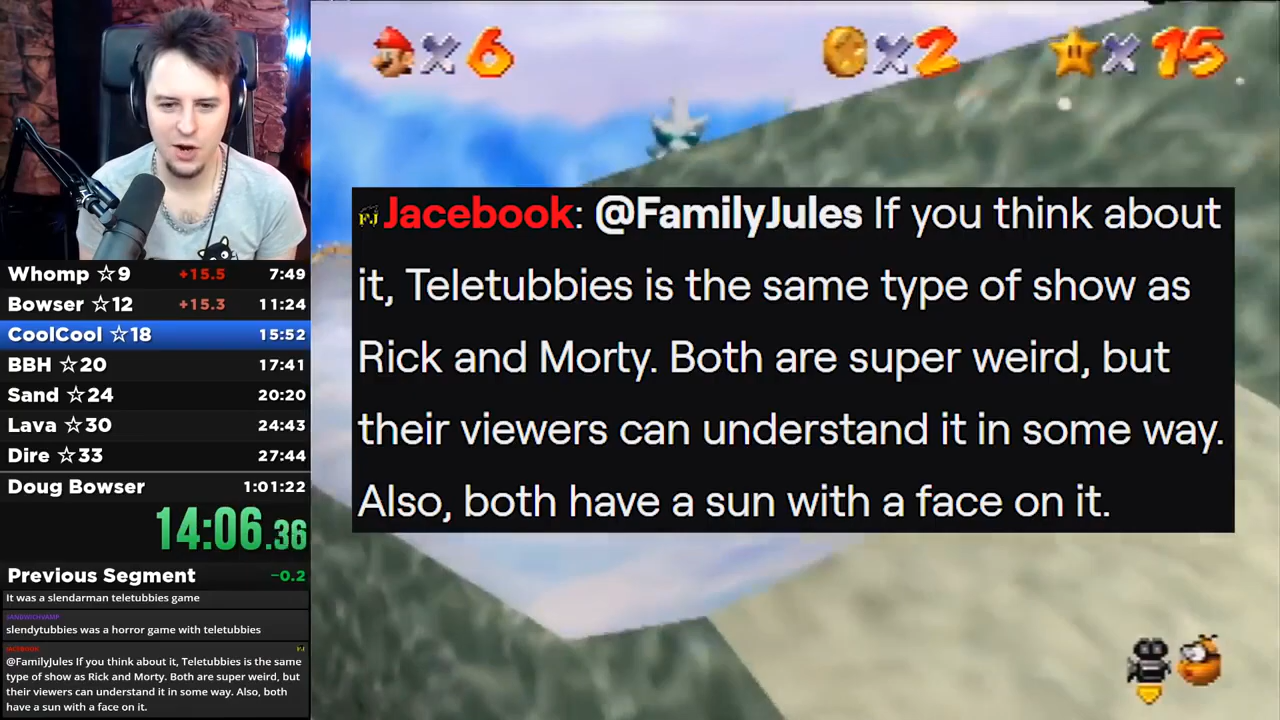 x6
x2
x15
FJ Jacebook: @FamilyJules If you think about
it, Teletubbies is the same type of show as
Rick and Morty. Both are super weird, but
their viewers can understand it in some way.
Also, both have a sun with a face on it.
Whomp ☆9 +15.5 7:49
Bowser ☆12 +15.3 11:24
CoolCool ☆18 15:52
BBH ☆20 17:41
Sand ☆24 20:20
Lava ☆30 24:43
Dire ☆33 27:44
Doug Bowser 1:01:22
14:06.36
Previous Segment −0.2
It was a slendarman teletubbies game
slendytubbies was a horror game with teletubbies
JACEBOOK FJ
@FamilyJules If you think about it, Teletubbies is the same
type of show as Rick and Morty. Both are super weird, but
their viewers can understand it in some way. Also, both
have a sun with a face on it.